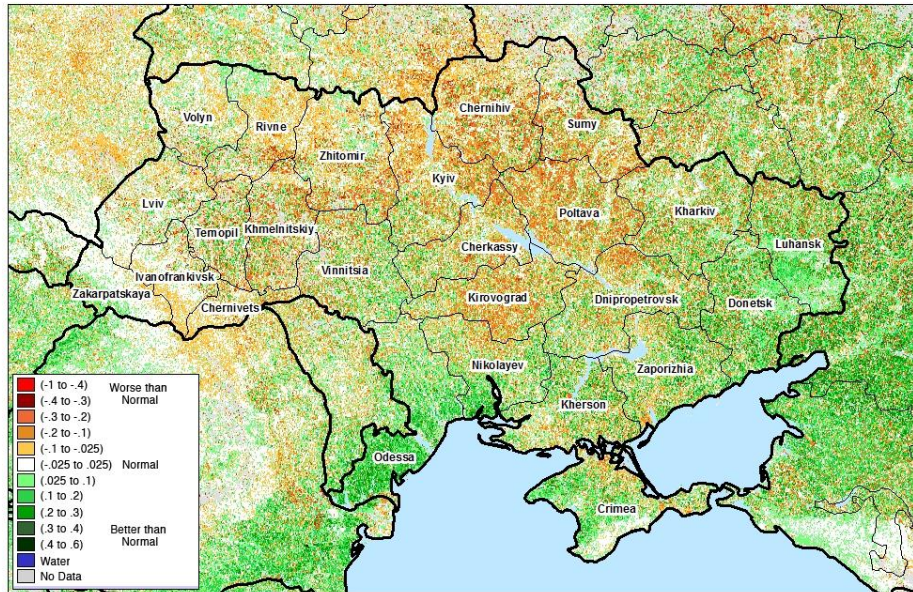 Volyn
Rivne
Chernihiv
Sumy
Zhitomir
Kyiv
Lviv
Ternopil
Khmelnitskiy
Poltava
Kharkiv
Cherkassy
Luhansk
Vinnitsia
Ivanofrankivsk
Zakarpatskaya
Chernivets
Kirovograd
Dnipropetrovsk
Donetsk
Nikolayev
Zaporizhia
Kherson
Odessa
Crimea
(-1 to -.4) Worse than
(-.4 to -.3) Normal
(-.3 to -.2)
(-.2 to -.1)
(-.1 to -.025)
(-.025 to .025) Normal
(.025 to .1)
(.1 to .2)
(.2 to .3)
(.3 to .4) Better than
(.4 to .6) Normal
Water
No Data